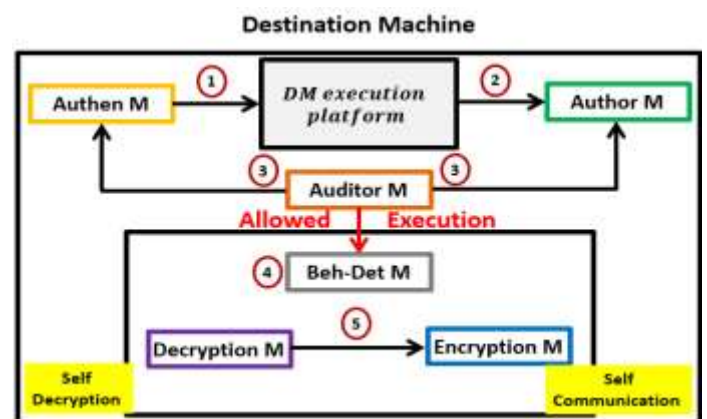 Destination Machine
1
2
Authen M
DM execution
platform
Author M
3
3
Auditor M
Allowed Execution
4
Beh-Det M
5
Decryption M
Encryption M
Self
Decryption
Self
Communication